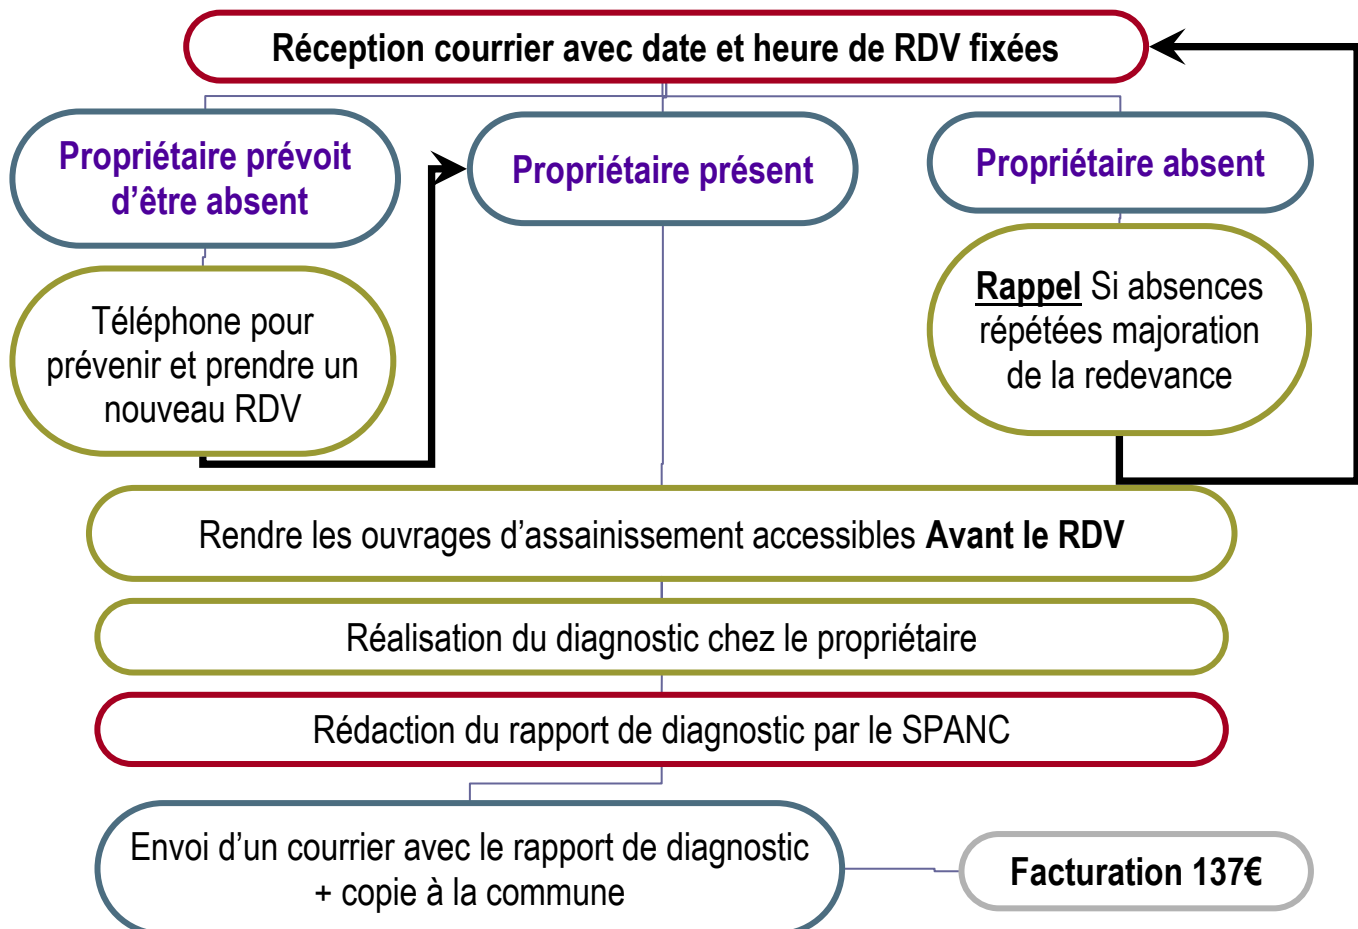 Réception courrier avec date et heure de RDV fixées
Propriétaire prévoit
d’être absent
Propriétaire présent
Propriétaire absent
Téléphone pour
prévenir et prendre un
nouveau RDV
Rappel Si absences
répétées majoration
de la redevance
Rendre les ouvrages d’assainissement accessibles Avant le RDV
Réalisation du diagnostic chez le propriétaire
Rédaction du rapport de diagnostic par le SPANC
Envoi d’un courrier avec le rapport de diagnostic
+ copie à la commune
Facturation 137€